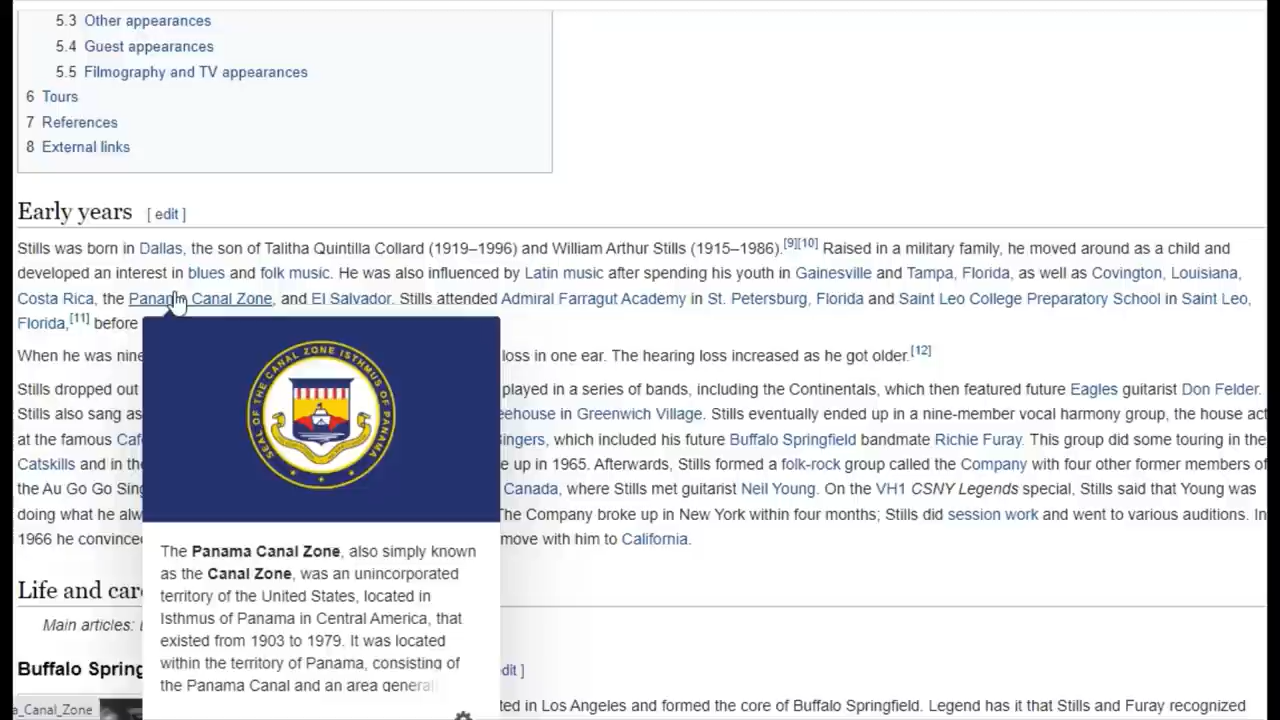 5.3 Other appearances
5.4 Guest appearances
5.5 Filmography and TV appearances
6 Tours
7 References
8 External links
Early years [ edit ]
Stills was born in Dallas, the son of Talitha Quintilla Collard (1919–1996) and William Arthur Stills (1915–1986).[9][10] Raised in a military family, he moved around as a child and
developed an interest in blues and folk music. He was also influenced by Latin music after spending his youth in Gainesville and Tampa, Florida, as well as Covington, Louisiana,
Costa Rica, the Panama Canal Zone, and El Salvador. Stills attended Admiral Farragut Academy in St. Petersburg, Florida and Saint Leo College Preparatory School in Saint Leo,
Florida,[11] before
When he was nine loss in one ear. The hearing loss increased as he got older.[12]
Stills dropped out played in a series of bands, including the Continentals, which then featured future Eagles guitarist Don Felder.
Stills also sang as eehouse in Greenwich Village. Stills eventually ended up in a nine-member vocal harmony group, the house act
at the famous Caf ingers, which included his future Buffalo Springfield bandmate Richie Furay. This group did some touring in the
Catskills and in the e up in 1965. Afterwards, Stills formed a folk-rock group called the Company with four other former members of
the Au Go Go Sing Canada, where Stills met guitarist Neil Young. On the VH1 CSNY Legends special, Stills said that Young was
doing what he alw The Company broke up in New York within four months; Stills did session work and went to various auditions. In
1966 he convinced move with him to California.
SEAL OF THE CANAL ZONE ISTHMUS OF PANAMA
The Panama Canal Zone, also simply known
as the Canal Zone, was an unincorporated
territory of the United States, located in
Isthmus of Panama in Central America, that
existed from 1903 to 1979. It was located
within the territory of Panama, consisting of
the Panama Canal and an area general
Life and care
Main articles:
Buffalo Spring edit ]
a_Canal_Zone
ted in Los Angeles and formed the core of Buffalo Springfield. Legend has it that Stills and Furay recognized